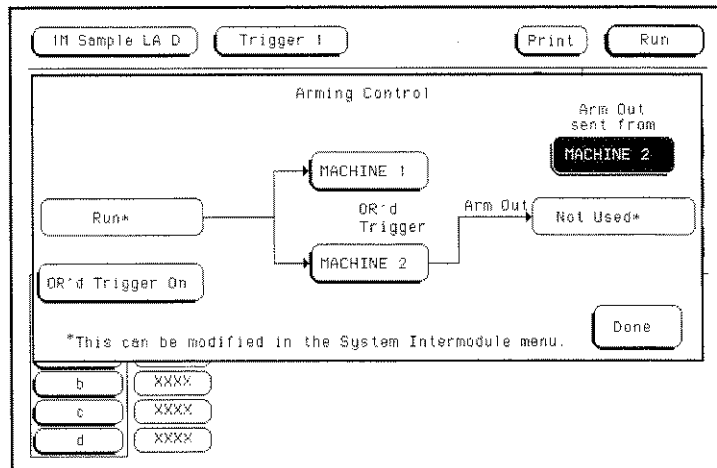 1M Sample LA D
Trigger 1
Print
Run
Arming Control
Arm Out
sent from
MACHINE 2
MACHINE 1
Run*
OR'd
Trigger
Arm Out
Not Used*
MACHINE 2
OR'd Trigger On
Done
*This can be modified in the System Intermodule menu.
b
XXXX
c
XXXX
d
XXXX